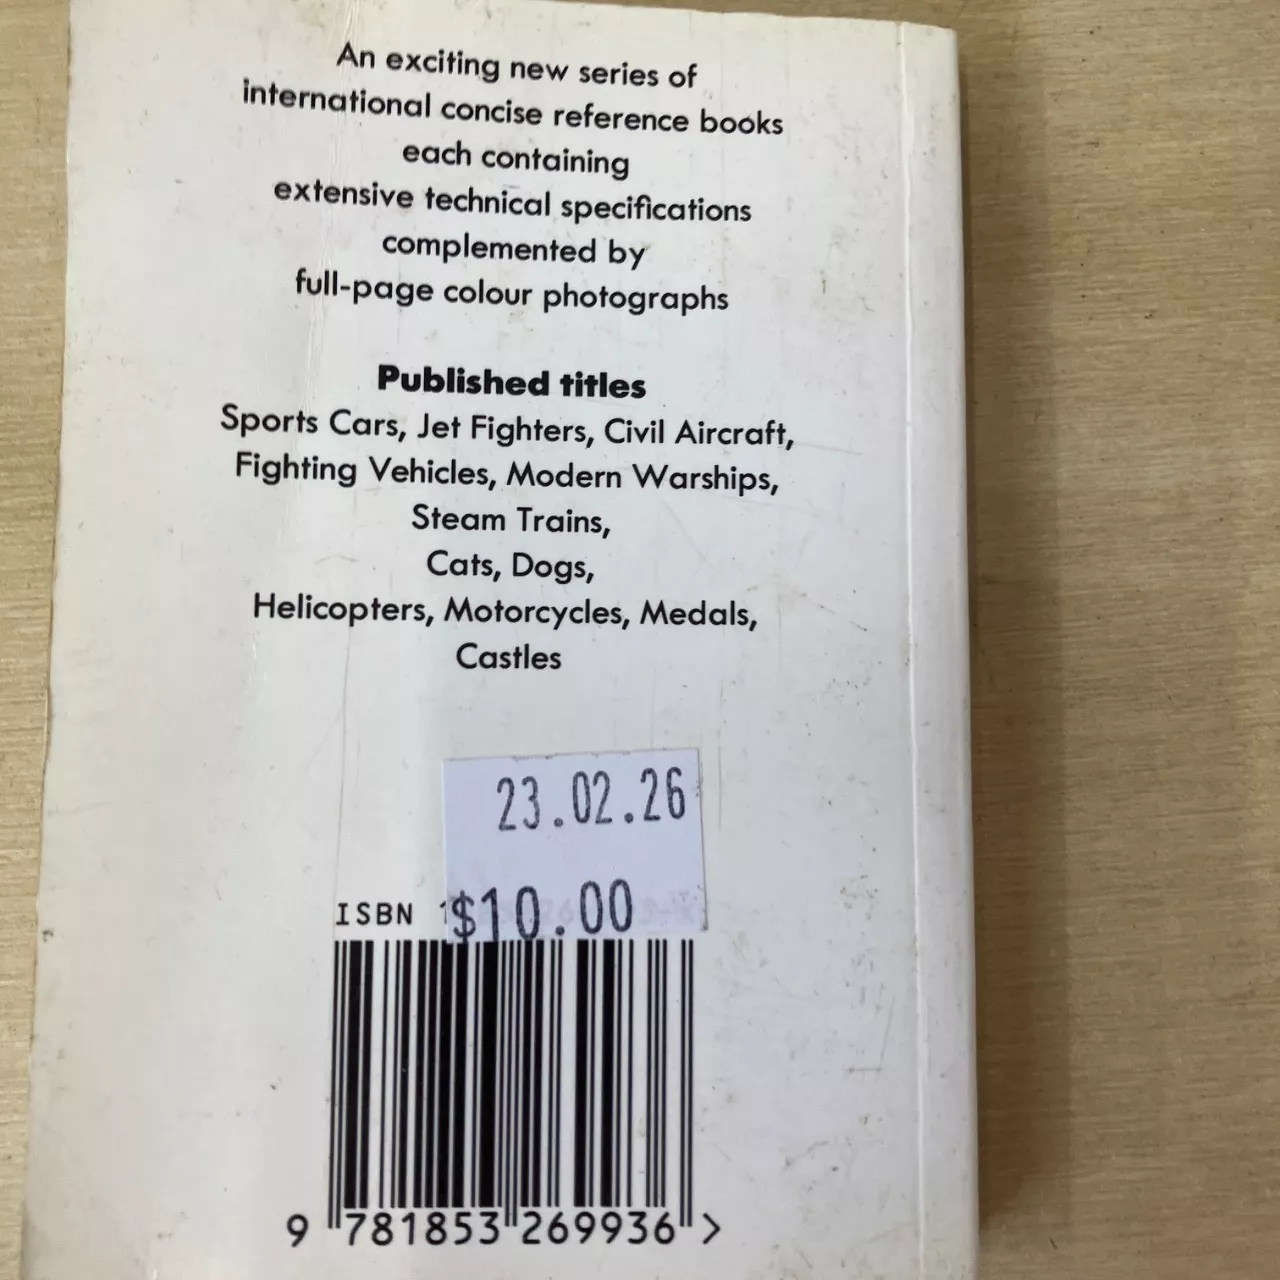 An exciting new series of
international concise reference books
each containing
extensive technical specifications
complemented by
full-page colour photographs
Published titles
Sports Cars, Jet Fighters, Civil Aircraft,
Fighting Vehicles, Modern Warships,
Steam Trains,
Cats, Dogs,
Helicopters, Motorcycles, Medals,
Castles
23.02.26
$10.00
ISBN 1
9 781853 269936 >